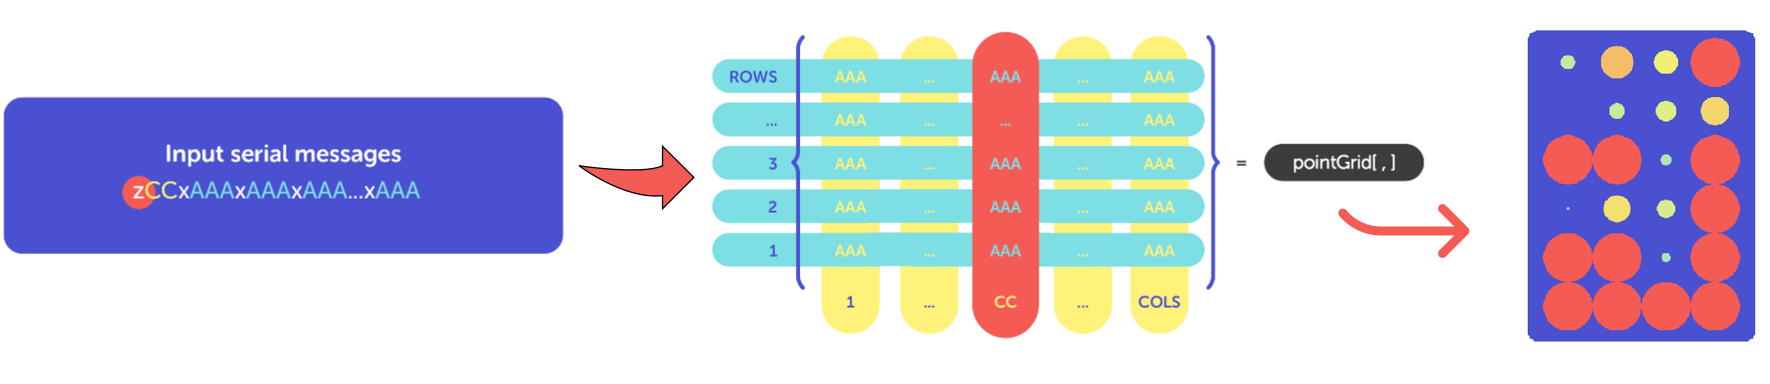 Input serial messages
zCCxAAAxAAAxAAA...xAAA
ROWS AAA ... AAA ... AAA
... AAA ... ... ... AAA
3 AAA ... AAA ... AAA
2 AAA ... AAA ... AAA
1 AAA ... AAA ... AAA
1 ... CC ... COLS
= pointGrid[ , ]